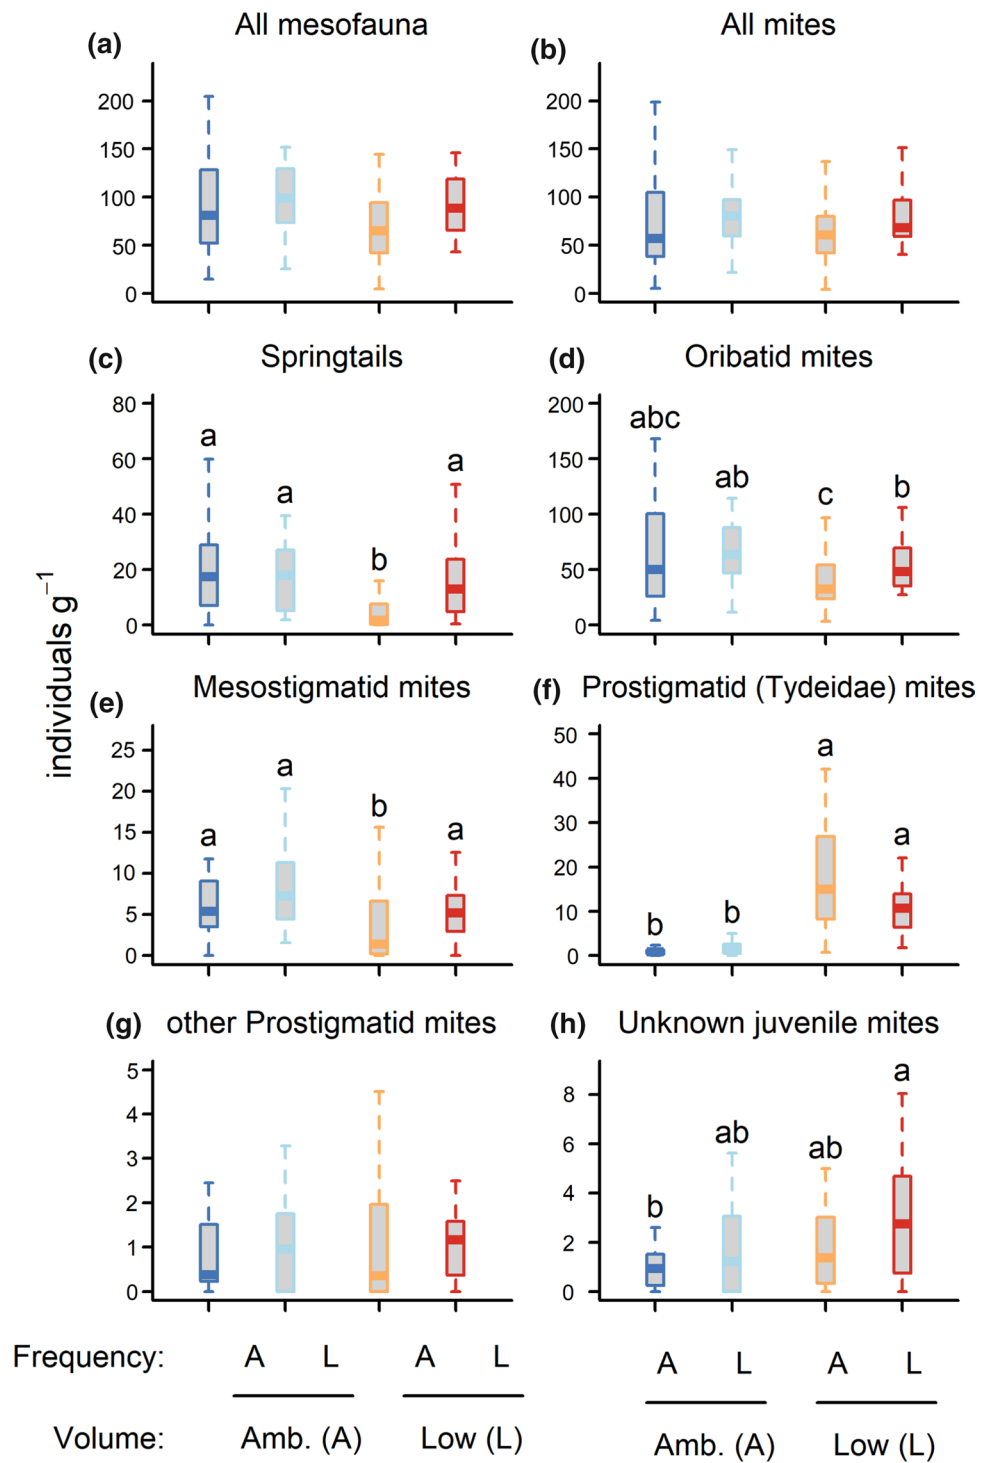 All mesofauna
(a)
200
150
100
50
0
All mites
(b)
200
150
100
50
0
Springtails
(c)
80
60
40
20
0
a
a
b
a
Oribatid mites
(d)
200
150
100
50
0
abc
ab
c
b
individuals g−1
Mesostigmatid mites
(e)
25
20
15
10
5
0
a
a
b
a
Prostigmatid (Tydeidae) mites
(f)
50
40
30
20
10
0
b
b
a
a
other Prostigmatid mites
(g)
5
4
3
2
1
0
Unknown juvenile mites
(h)
8
6
4
2
0
b
ab
ab
a
Frequency: A L A L A L A L
Volume: Amb. (A) Low (L) Amb. (A) Low (L)